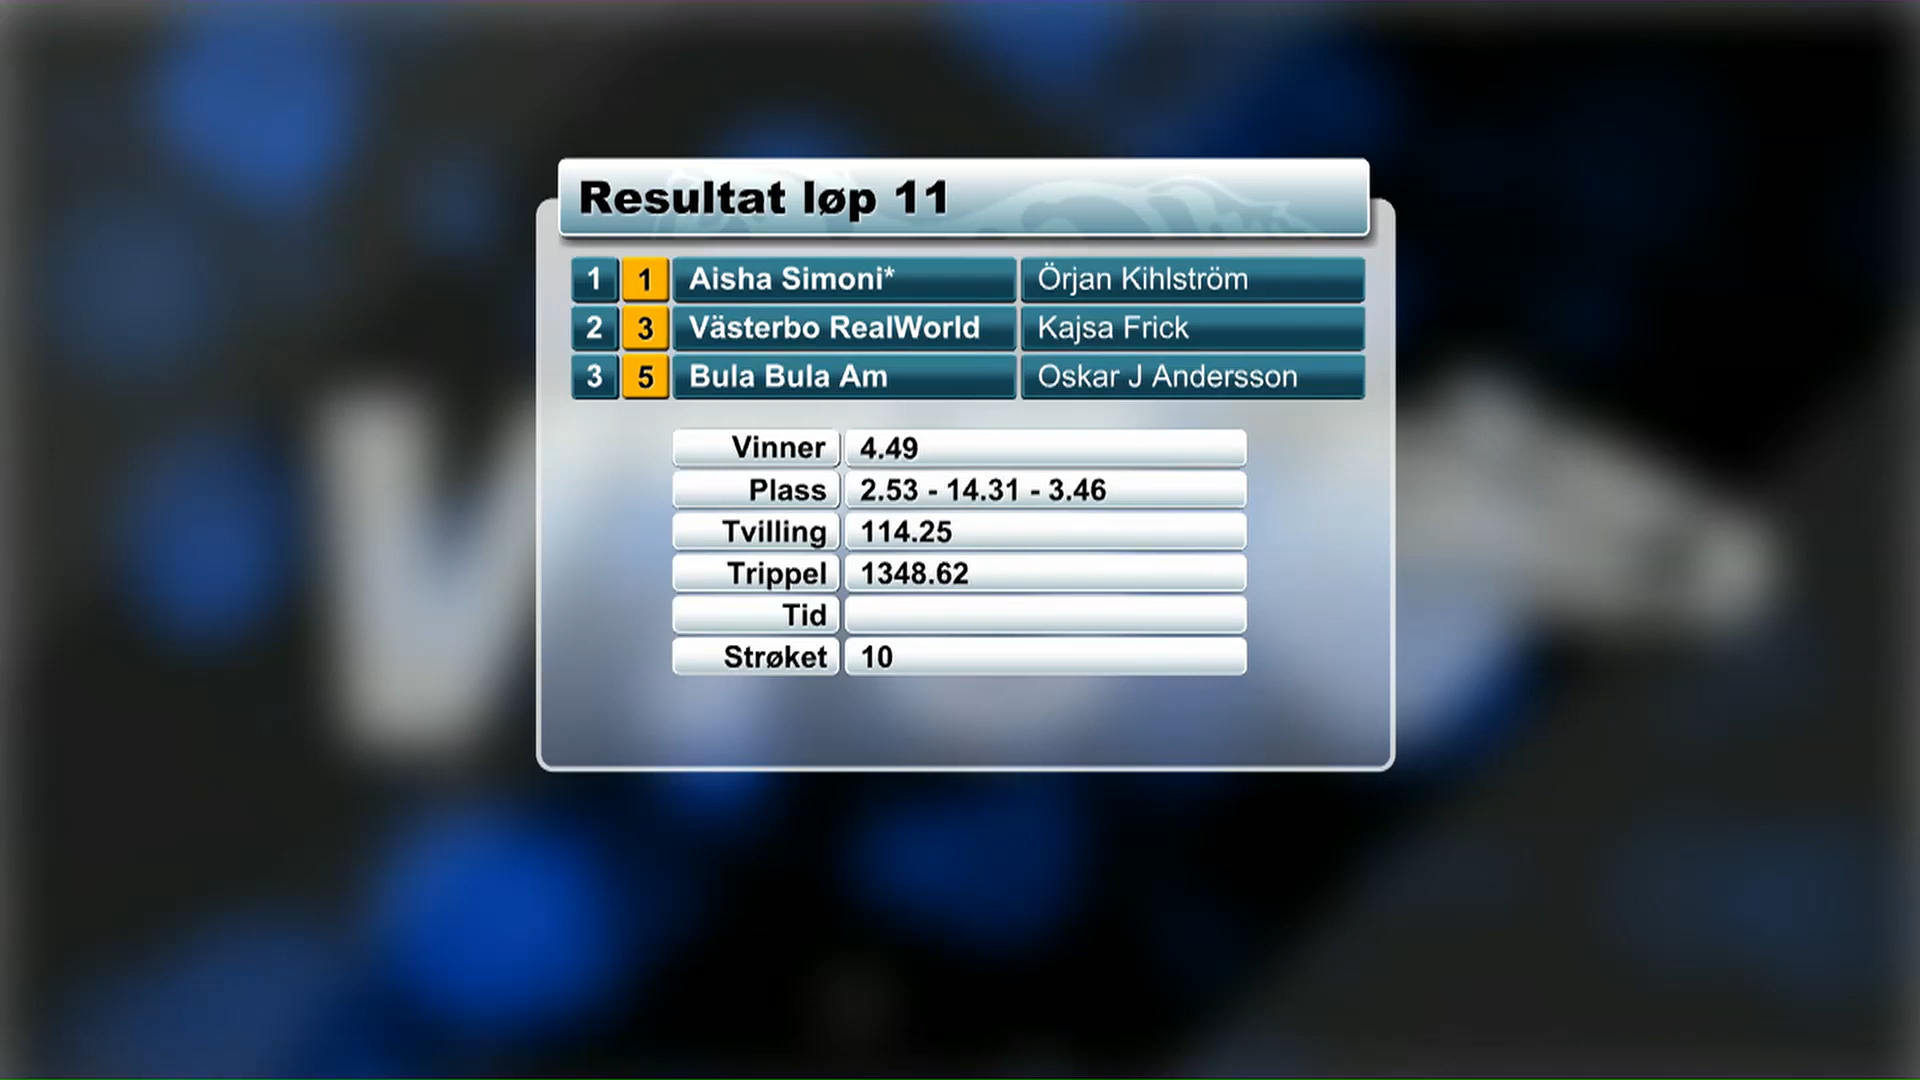 Resultat løp 11
1 1 Aisha Simoni* Örjan Kihlström
2 3 Västerbo RealWorld Kajsa Frick
3 5 Bula Bula Am Oskar J Andersson
Vinner 4.49
Plass 2.53 - 14.31 - 3.46
Tvilling 114.25
Trippel 1348.62
Tid
Strøket 10